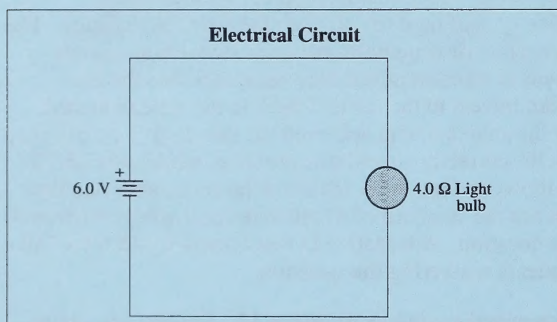 Electrical Circuit
+
6.0 V
4.0 Ω Light
bulb